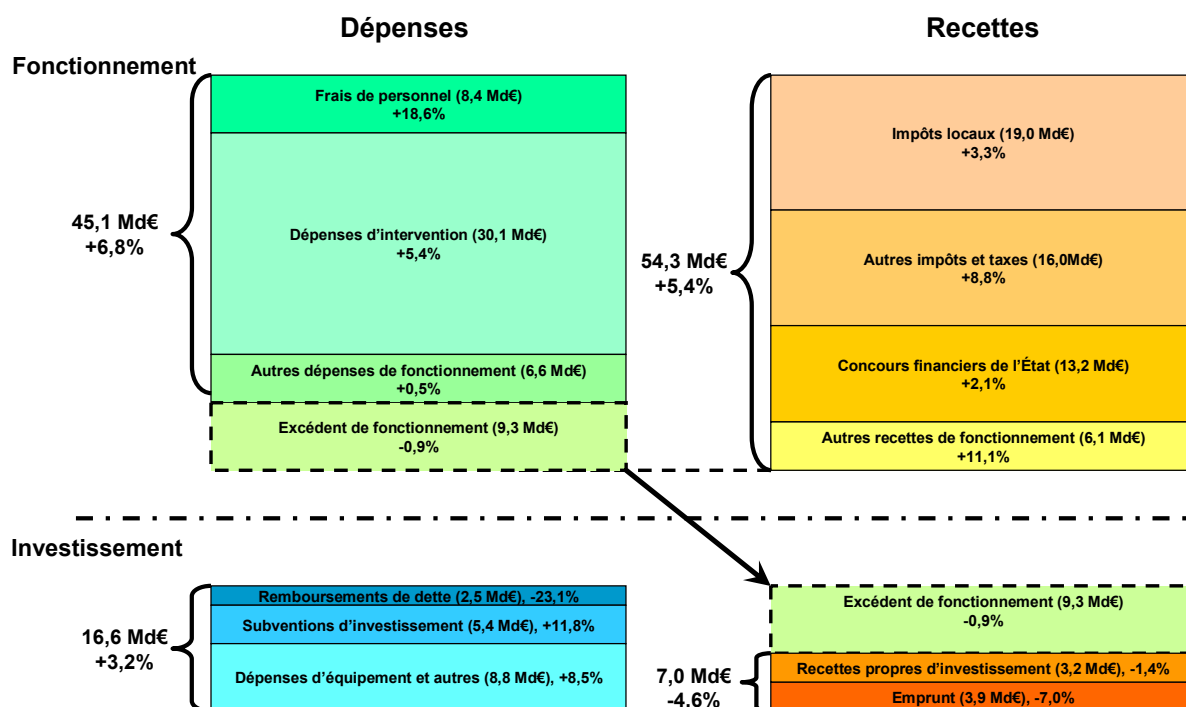 Dépenses
Recettes
Fonctionnement
Frais de personnel (8,4 Md€)
+18,6%
Dépenses d'intervention (30,1 Md€)
+5,4%
Autres dépenses de fonctionnement (6,6 Md€)
+0,5%
Excédent de fonctionnement (9,3 Md€)
-0,9%
45,1 Md€
+6,8%
Impôts locaux (19,0 Md€)
+3,3%
Autres impôts et taxes (16,0Md€)
+8,8%
Concours financiers de l'État (13,2 Md€)
+2,1%
Autres recettes de fonctionnement (6,1 Md€)
+11,1%
54,3 Md€
+5,4%
Investissement
Remboursements de dette (2,5 Md€), -23,1%
Subventions d'investissement (5,4 Md€), +11,8%
Dépenses d'équipement et autres (8,8 Md€), +8,5%
16,6 Md€
+3,2%
Excédent de fonctionnement (9,3 Md€)
-0,9%
Recettes propres d'investissement (3,2 Md€), -1,4%
Emprunt (3,9 Md€), -7,0%
7,0 Md€
-4,6%